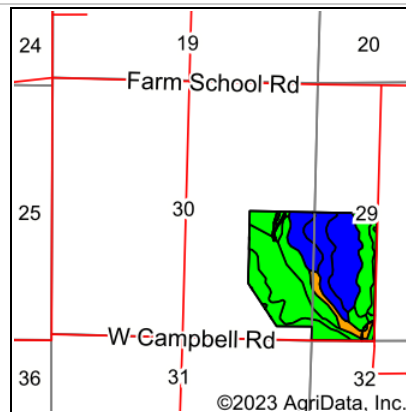 24 19 20
Farm School Rd
25 30 29
W Campbell Rd
36 31 32
©2023 AgriData, Inc.